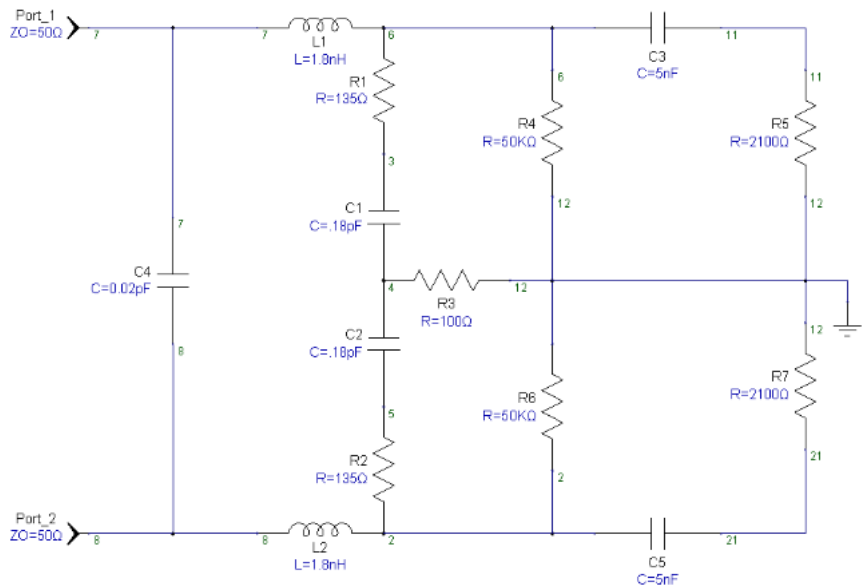 Port_1
ZO=50Ω
7
7
L1
L=1.8nH
6
C3
C=5nF
11
R1
R=135Ω
6
11
R4
R=50KΩ
R5
R=2100Ω
3
12
12
7
C1
C=.18pF
C4
C=0.02pF
4
R3
R=100Ω
12
8
C2
C=.18pF
12
R7
R=2100Ω
5
R6
R=50KΩ
R2
R=135Ω
2
21
Port_2
ZO=50Ω
8
8
L2
L=1.8nH
2
C5
C=5nF
21